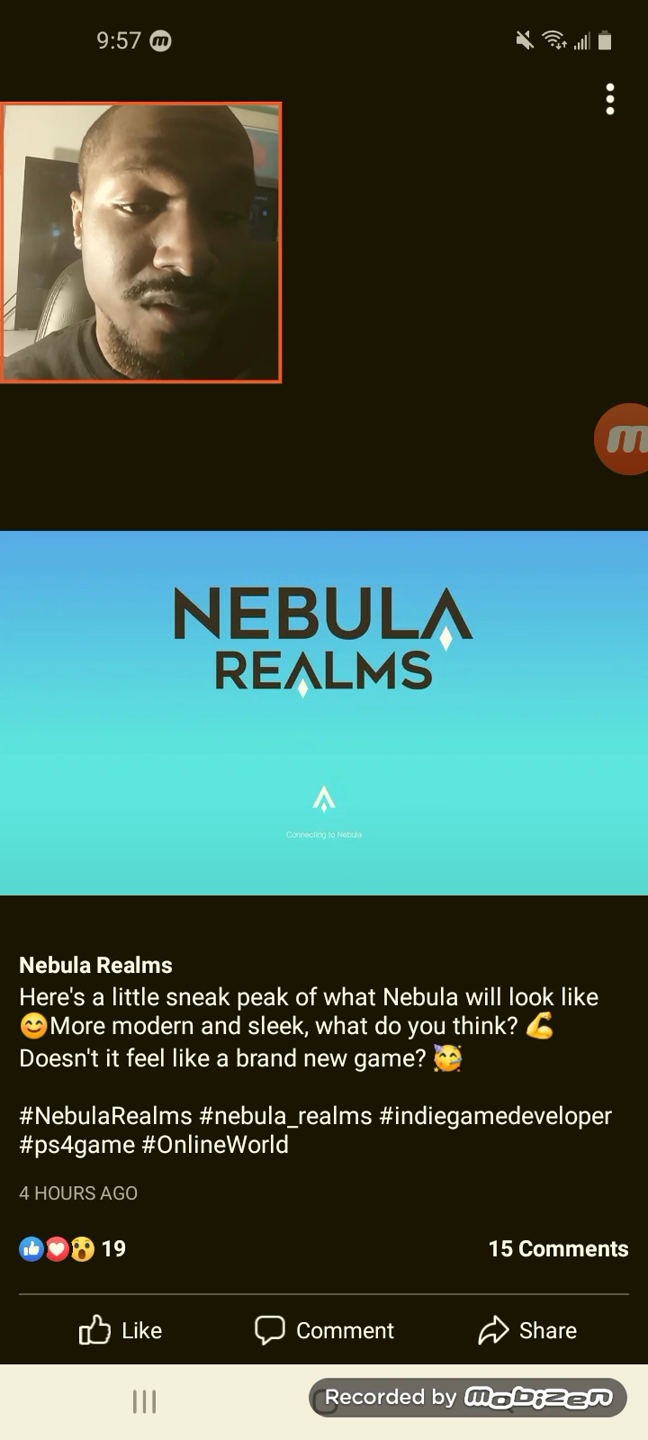 9:57
NEBULA
REALMS
Connecting to Nebula
Nebula Realms
Here's a little sneak peak of what Nebula will look like
😊More modern and sleek, what do you think? 💪
Doesn't it feel like a brand new game? 🥳
#NebulaRealms #nebula_realms #indiegamedeveloper
#ps4game #OnlineWorld
4 HOURS AGO
19
15 Comments
Like
Comment
Share
Recorded by mobizen